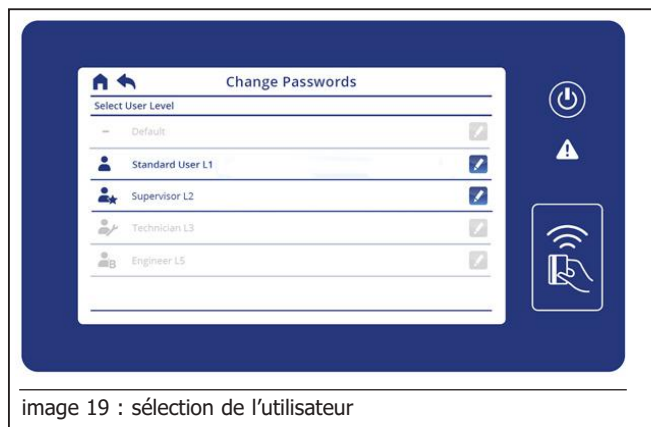 Change Passwords
Select User Level
Default
Standard User L1
Supervisor L2
Technician L3
B Engineer L5
image 19 : sélection de l'utilisateur